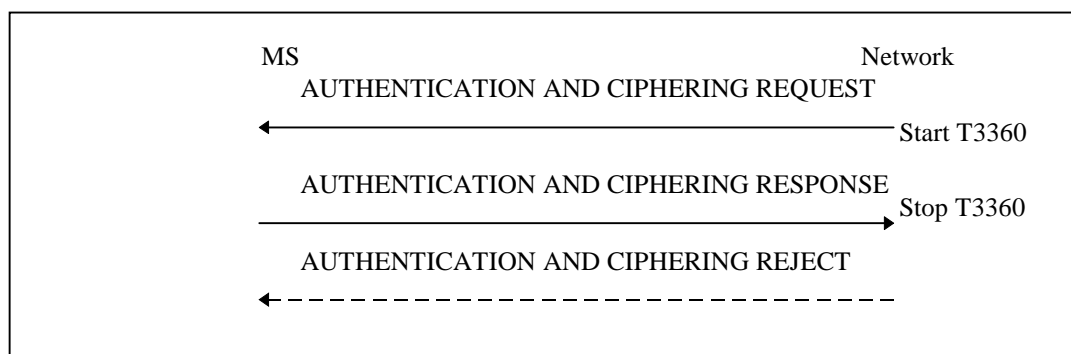 MS Network
AUTHENTICATION AND CIPHERING REQUEST
Start T3360
AUTHENTICATION AND CIPHERING RESPONSE
Stop T3360
AUTHENTICATION AND CIPHERING REJECT